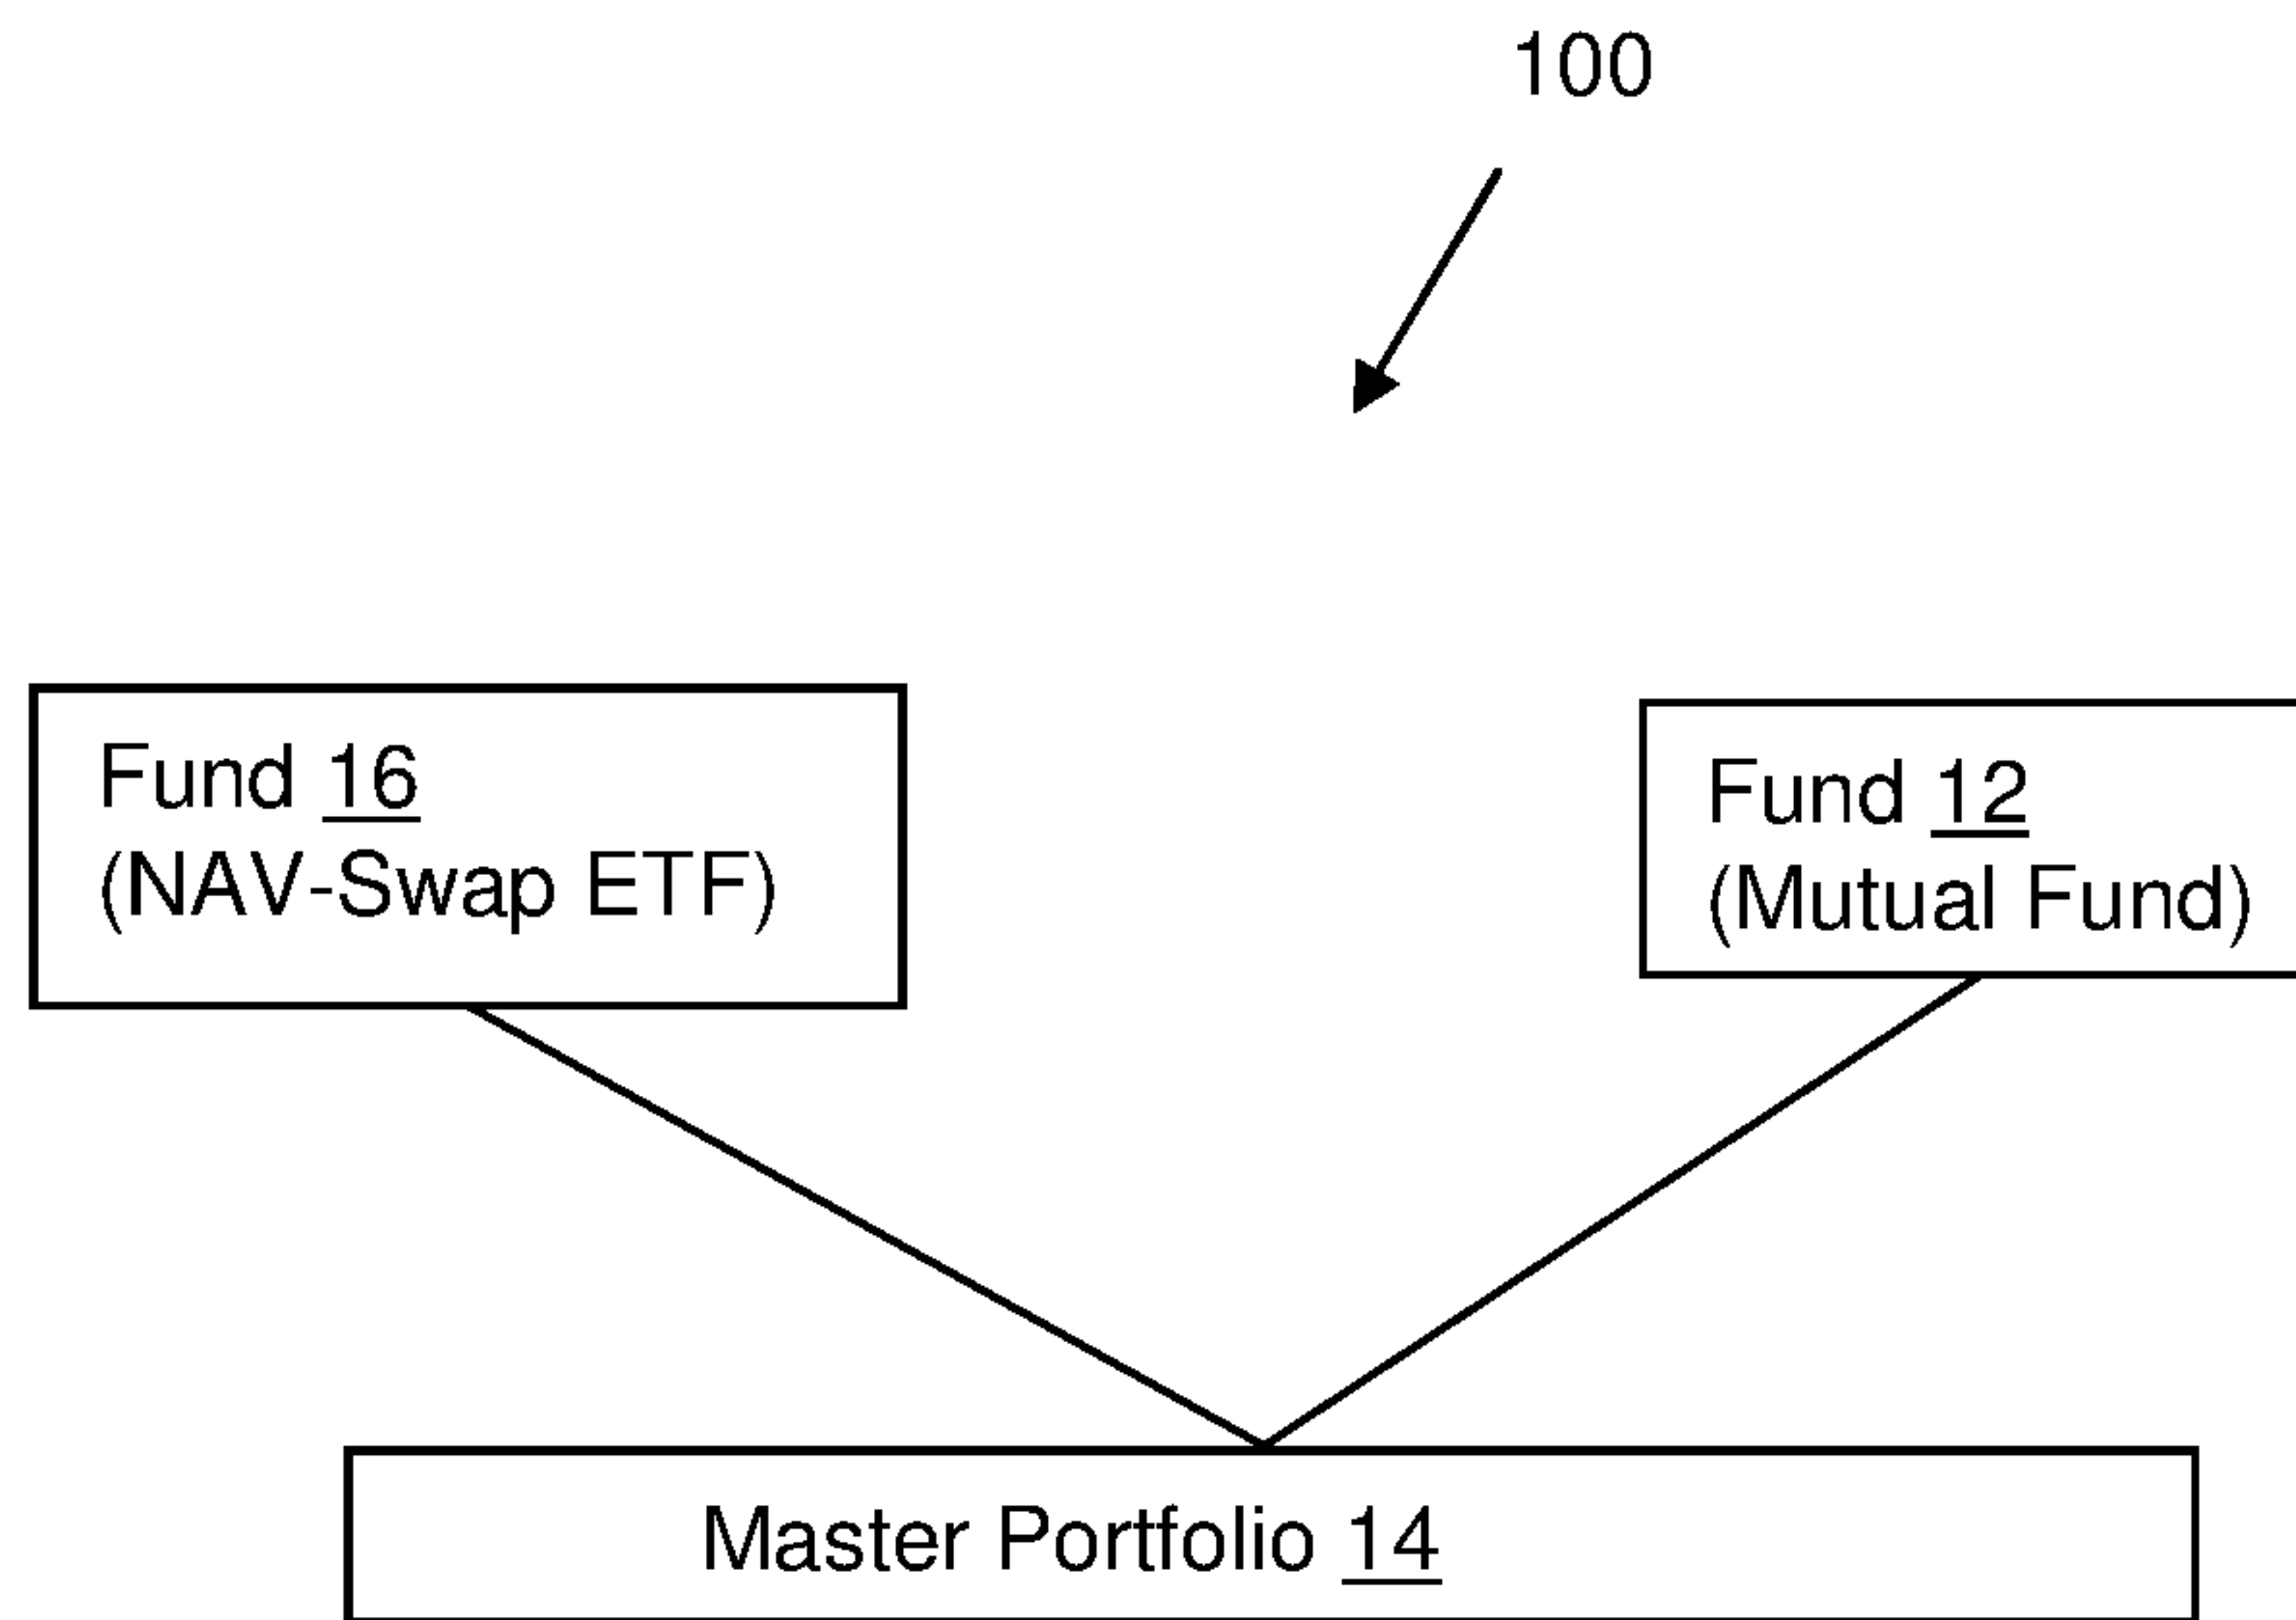 100
Fund 16
(NAV-Swap ETF)
Fund 12
(Mutual Fund)
Master Portfolio 14